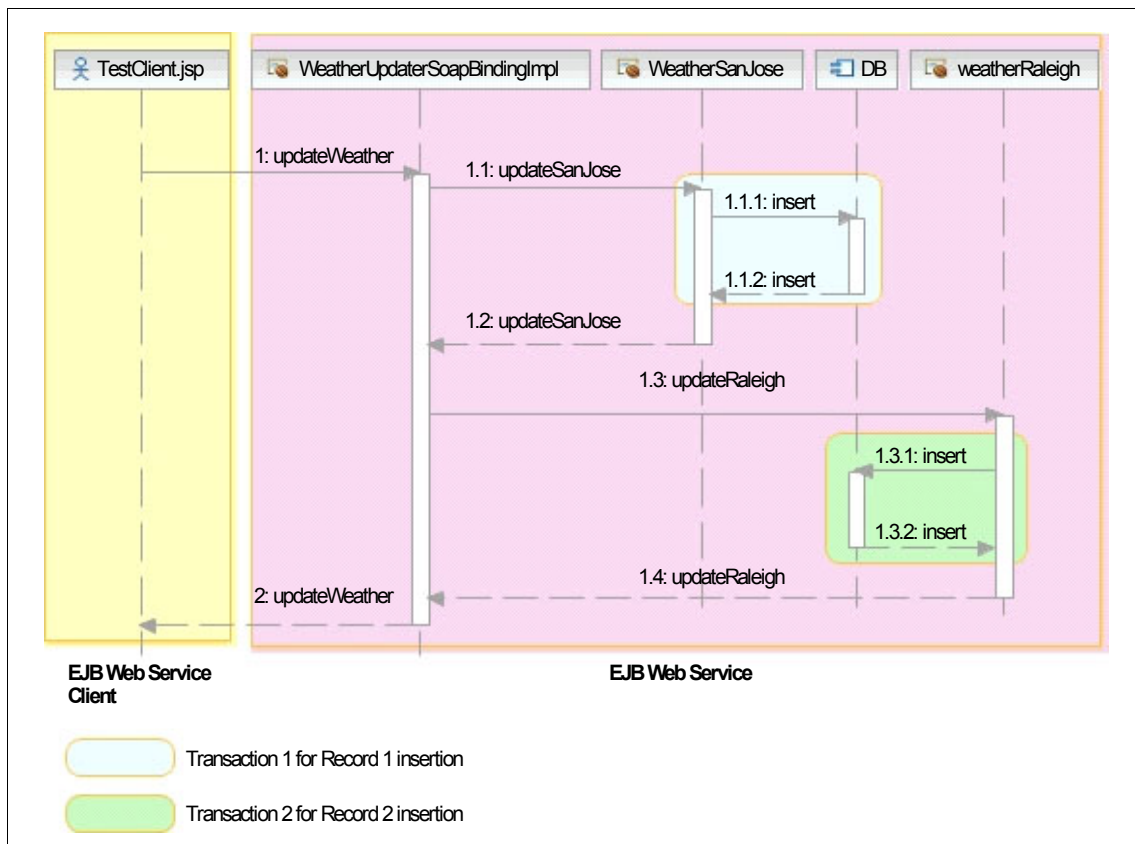 TestClient.jsp
WeatherUpdaterSoapBindingImpl
WeatherSanJose
DB
weatherRaleigh
1: updateWeather
1.1: updateSanJose
1.1.1: insert
1.1.2: insert
1.2: updateSanJose
1.3: updateRaleigh
1.3.1: insert
1.3.2: insert
1.4: updateRaleigh
2: updateWeather
EJB Web Service
Client
EJB Web Service
Transaction 1 for Record 1 insertion
Transaction 2 for Record 2 insertion